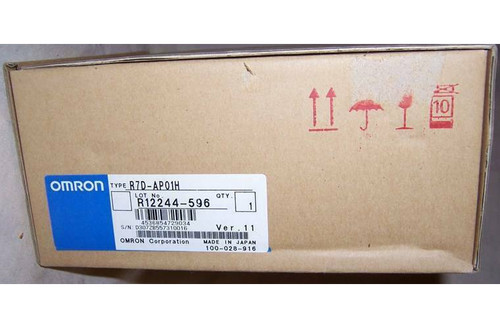 10
OMRON
TYPE R7D-AP01H
LOT No. QTY.
R12244-596 1
4536854729034
Ver.11
OMRON Corporation MADE IN JAPAN
100-028-916